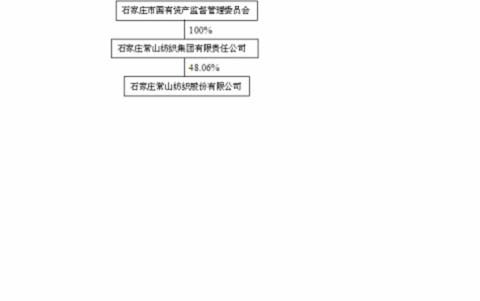 石家庄市国有资产监督管理委员会
100%
石家庄常山纺织集团有限责任公司
48.06%
石家庄常山纺织股份有限公司